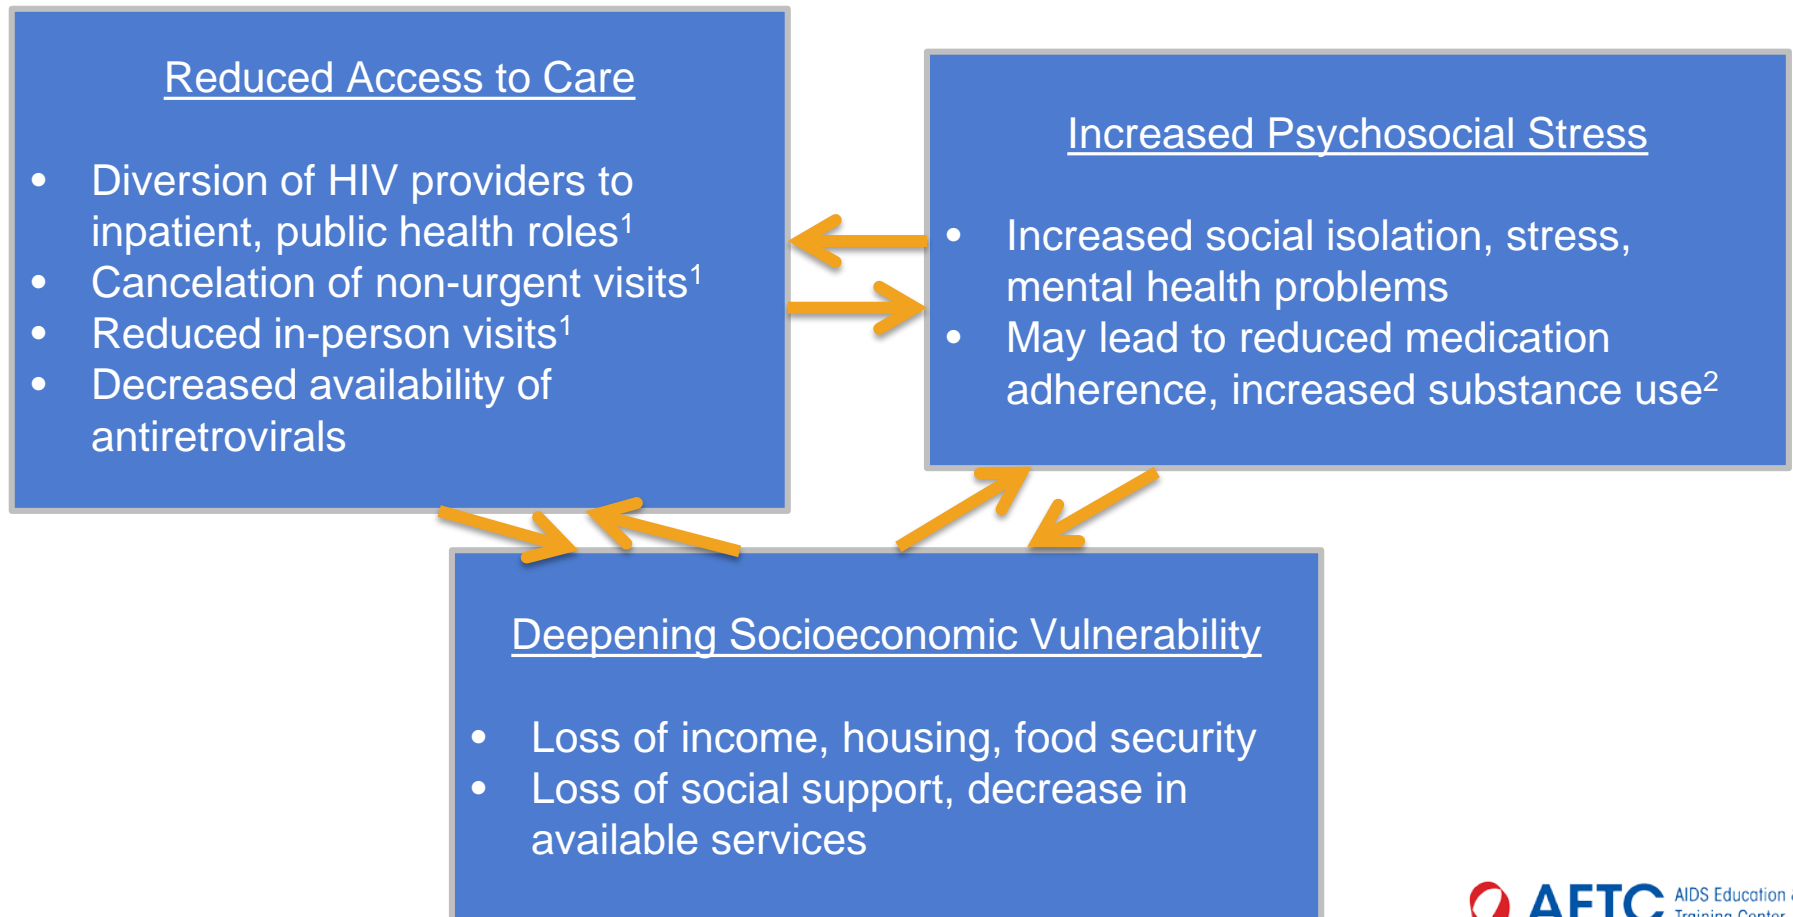 Reduced Access to Care
• Diversion of HIV providers to
inpatient, public health roles¹
• Cancelation of non-urgent visits¹
• Reduced in-person visits¹
• Decreased availability of
antiretrovirals
Increased Psychosocial Stress
• Increased social isolation, stress,
mental health problems
• May lead to reduced medication
adherence, increased substance use²
Deepening Socioeconomic Vulnerability
• Loss of income, housing, food security
• Loss of social support, decrease in
available services
AETC
AIDS Education &
Training Center